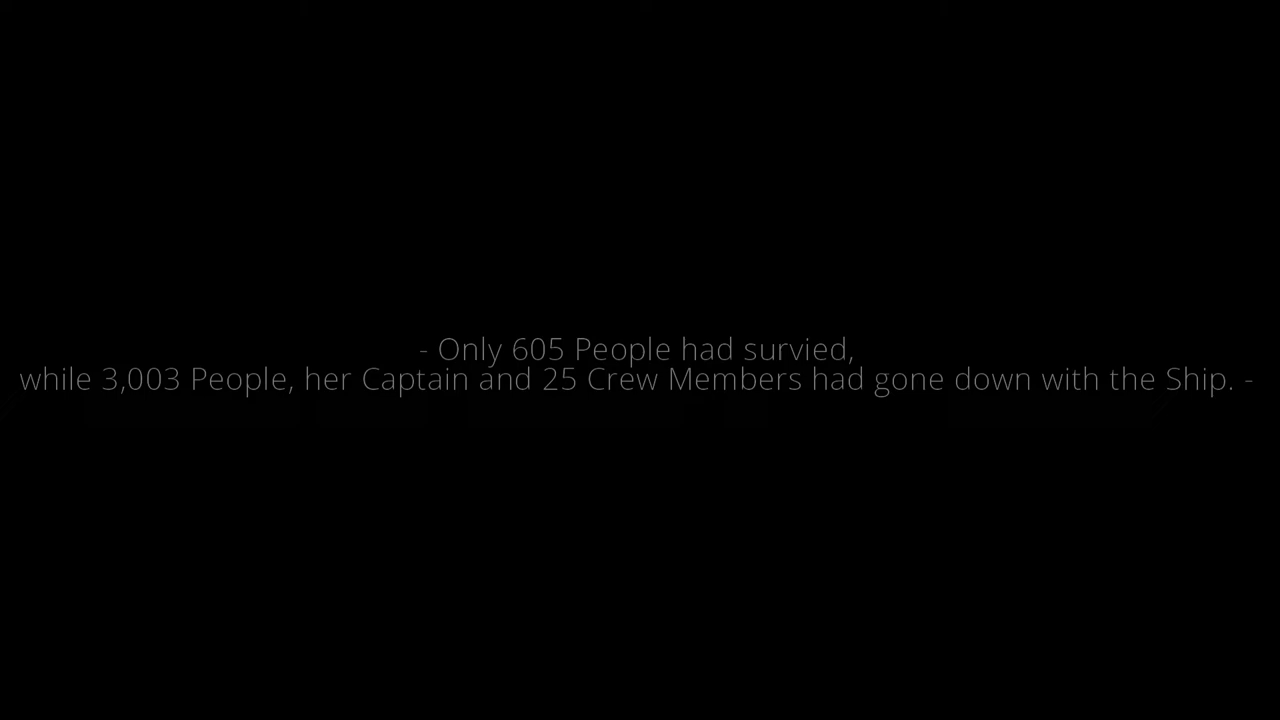 - Only 605 People had survied,
while 3,003 People, her Captain and 25 Crew Members had gone down with the Ship. -